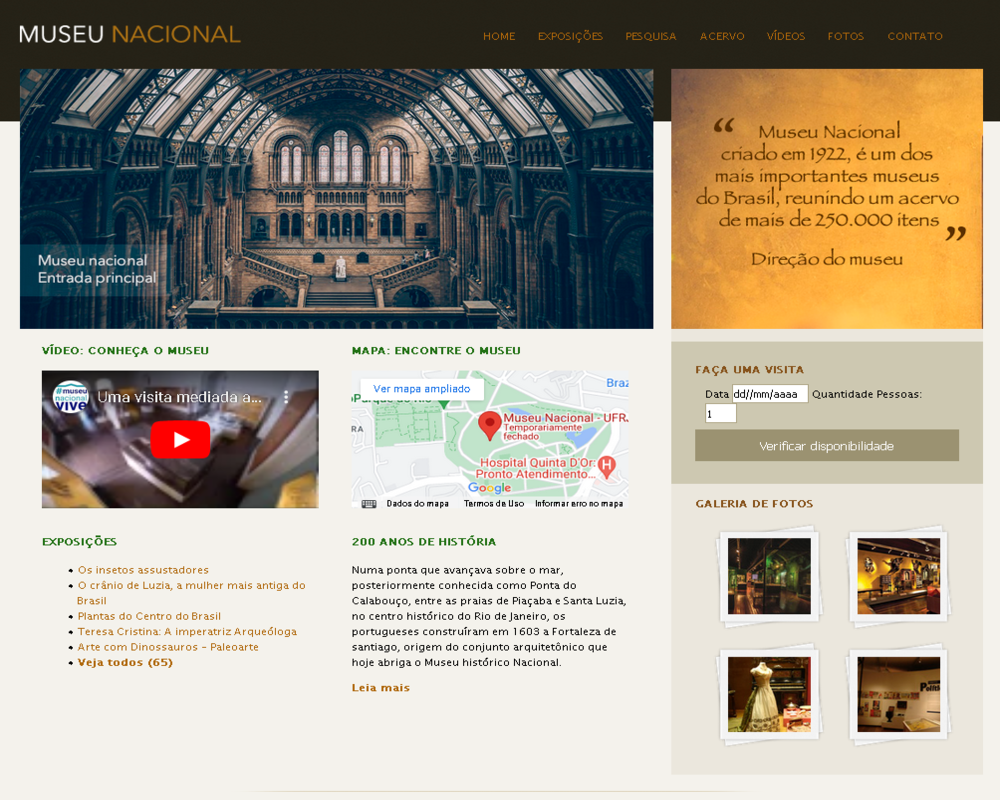 MUSEU NACIONAL
HOME EXPOSIÇÕES PESQUISA ACERVO VÍDEOS FOTOS CONTATO
Museu nacional
Entrada principal
“ Museu Nacional
criado em 1922, é um dos
mais importantes museus
do Brasil, reunindo um acervo
de mais de 250.000 itens ”
Direção do museu
VÍDEO: CONHEÇA O MUSEU
#museu
nacional
vive
Uma visita mediada a...
MAPA: ENCONTRE O MUSEU
Ver mapa ampliado
Braz
Parque do Rio
RA
Museu Nacional - UFRJ
Temporariamente
fechado
Hospital Quinta D'Or:
Pronto Atendimento...
Google
Dados do mapa Termos de Uso Informar erro no mapa
FAÇA UMA VISITA
Data dd//mm/aaaa Quantidade Pessoas:
1
Verificar disponibilidade
EXPOSIÇÕES
Os insetos assustadores
O crânio de Luzia, a mulher mais antiga do
Brasil
Plantas do Centro do Brasil
Teresa Cristina: A imperatriz Arqueóloga
Arte com Dinossauros – Paleoarte
Veja todos (65)
200 ANOS DE HISTÓRIA
Numa ponta que avançava sobre o mar,
posteriormente conhecida como Ponta do
Calabouço, entre as praias de Piaçaba e Santa Luzia,
no centro histórico do Rio de Janeiro, os
portugueses construíram em 1603 a Fortaleza de
santiago, origem do conjunto arquitetônico que
hoje abriga o Museu histórico Nacional.
Leia mais
GALERIA DE FOTOS